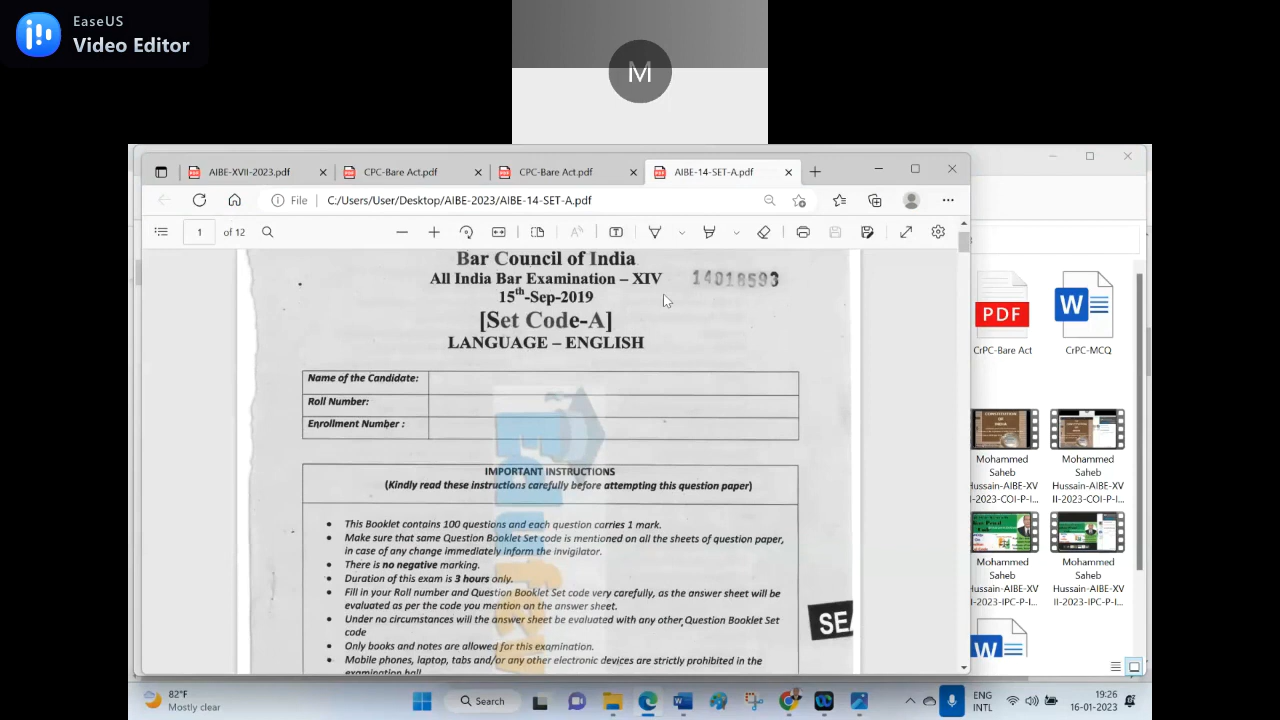 EaseUS
Video Editor
M
AIBE-XVII-2023.pdf
CPC-Bare Act.pdf
CPC-Bare Act.pdf
AIBE-14-SET-A.pdf
File
C:/Users/User/Desktop/AIBE-2023/AIBE-14-SET-A.pdf
1 of 12
Bar Council of India
All India Bar Examination – XIV
14018593
15th-Sep-2019
[Set Code-A]
LANGUAGE – ENGLISH
Name of the Candidate:
Roll Number:
Enrollment Number :
IMPORTANT INSTRUCTIONS
(Kindly read these instructions carefully before attempting this question paper)
• This Booklet contains 100 questions and each question carries 1 mark.
• Make sure that same Question Booklet Set code is mentioned on all the sheets of question paper,
in case of any change immediately inform the invigilator.
• There is no negative marking.
• Duration of this exam is 3 hours only.
• Fill in your Roll number and Question Booklet Set code very carefully, as the answer sheet will be
evaluated as per the code you mention on the answer sheet.
• Under no circumstances will the answer sheet be evaluated with any other Question Booklet Set
code
• Only books and notes are allowed for this examination.
• Mobile phones, laptop, tabs and/or any other electronic devices are strictly prohibited in the
examination hall
SEA
PDF
CrPC-Bare Act
W
CrPC-MCQ
CONSTITUTION
OF
INDIA
Mohammed
Saheb
Hussain-AIBE-XV
II-2023-COI-P-I...
Mohammed
Saheb
Hussain-AIBE-XV
II-2023-COI-P-I...
Mohammed
Saheb
Hussain-AIBE-XV
II-2023-IPC-P-I...
Mohammed
Saheb
Hussain-AIBE-XV
II-2023-IPC-P-I...
W
82°F
Mostly clear
Search
ENG
INTL
19:26
16-01-2023